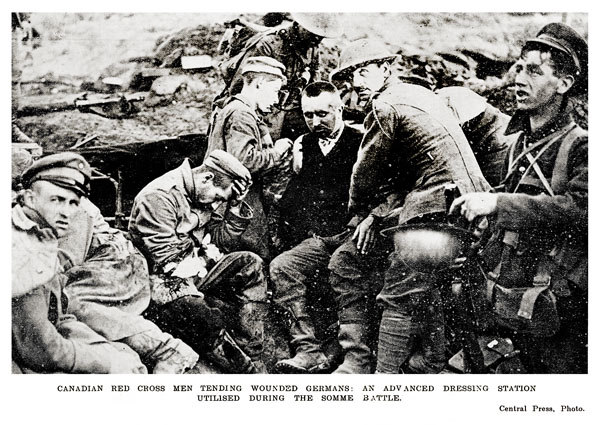 CANADIAN RED CROSS MEN TENDING WOUNDED GERMANS: AN ADVANCED DRESSING STATION
UTILISED DURING THE SOMME BATTLE.
Central Press, Photo.